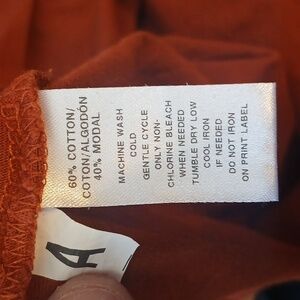 60% COTTON/
COTON/ALGODÓN
40% MODAL
MACHINE WASH
COLD
GENTLE CYCLE
ONLY NON-
CHLORINE BLEACH
WHEN NEEDED
TUMBLE DRY LOW
COOL IRON
IF NEEDED
DO NOT IRON
ON PRINT LABEL
A